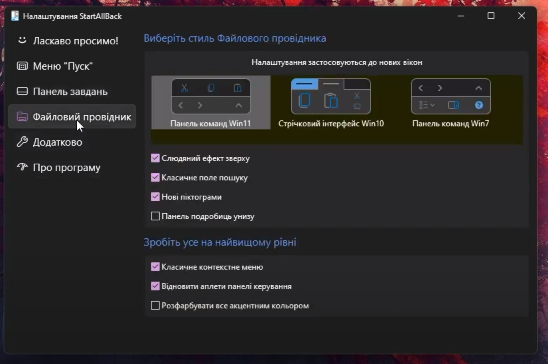 Налаштування StartAllBack
Ласкаво просимо!
Меню "Пуск"
Панель завдань
Файловий провідник
Додатково
Про програму
Виберіть стиль Файлового провідника
Налаштування застосовуються до нових вікон
Панель команд Win11
Стрічковий інтерфейс Win10
Панель команд Win7
Слюдяний ефект зверху
Класичне поле пошуку
Нові піктограми
Панель подробиць унизу
Зробіть усе на найвищому рівні
Класичне контекстне меню
Відновити аплети панелі керування
Розфарбувати все акцентним кольором